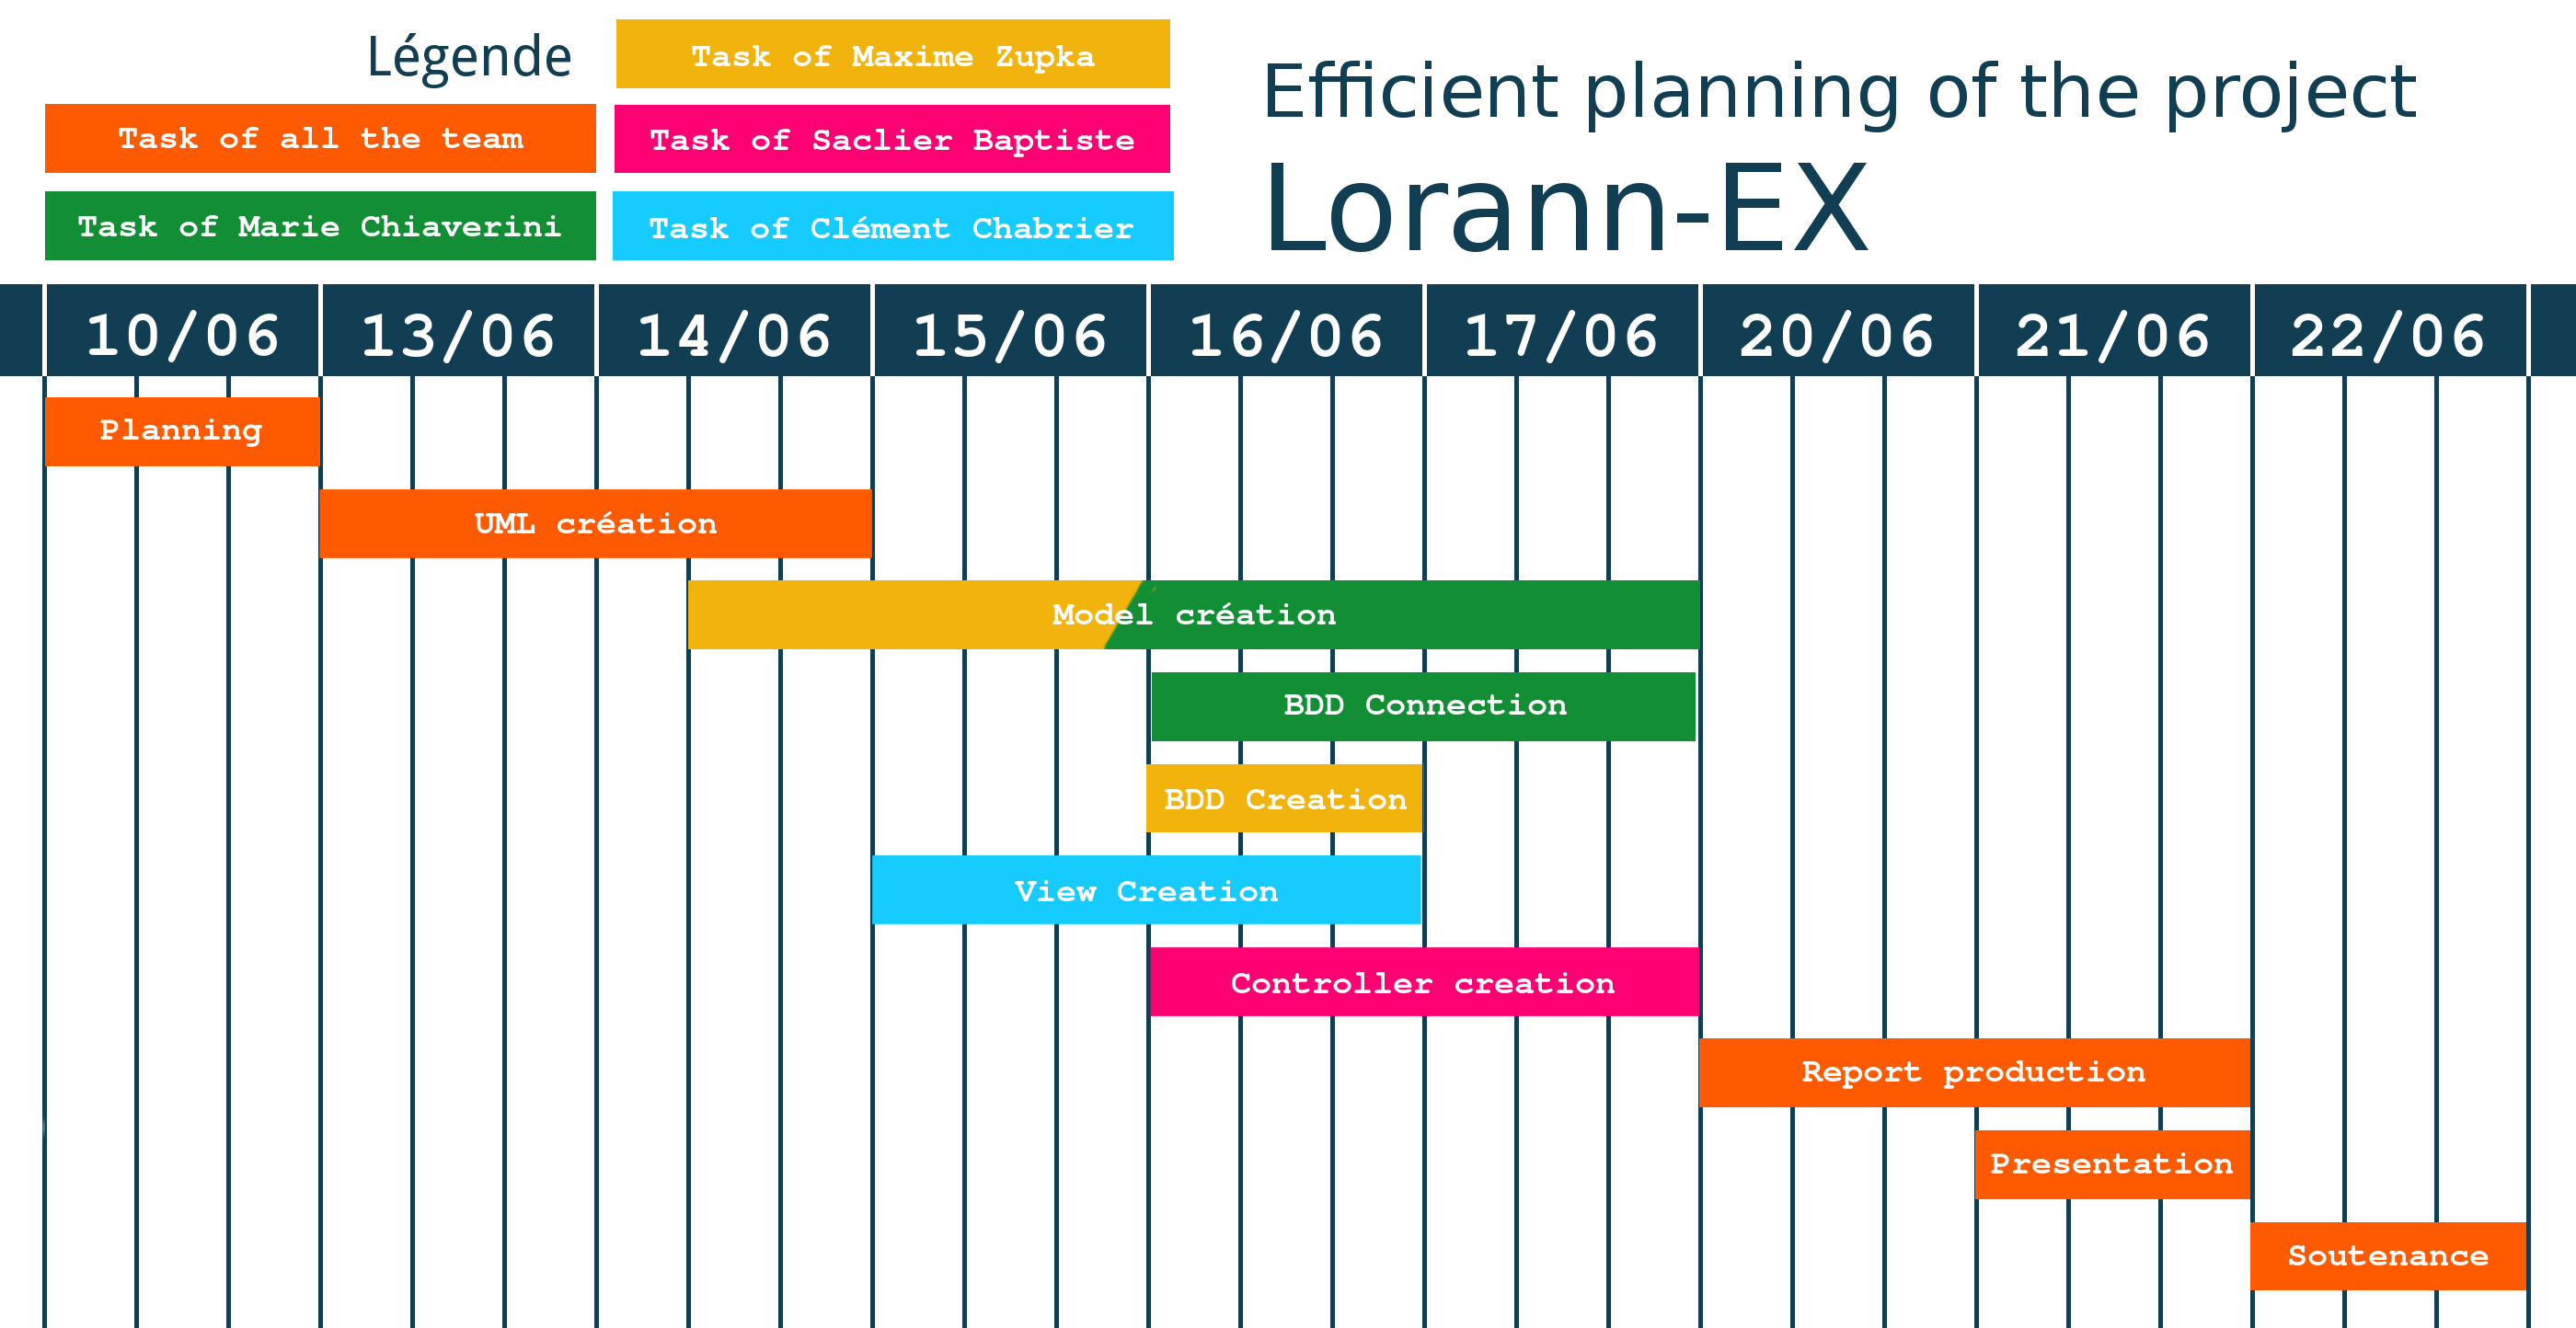 Légende
Task of Maxime Zupka
Task of all the team
Task of Saclier Baptiste
Task of Marie Chiaverini
Task of Clément Chabrier
Efficient planning of the project
Lorann-EX
10/06 13/06 14/06 15/06 16/06 17/06 20/06 21/06 22/06
Planning
UML création
Model création
BDD Connection
BDD Creation
View Creation
Controller creation
Report production
Presentation
Soutenance